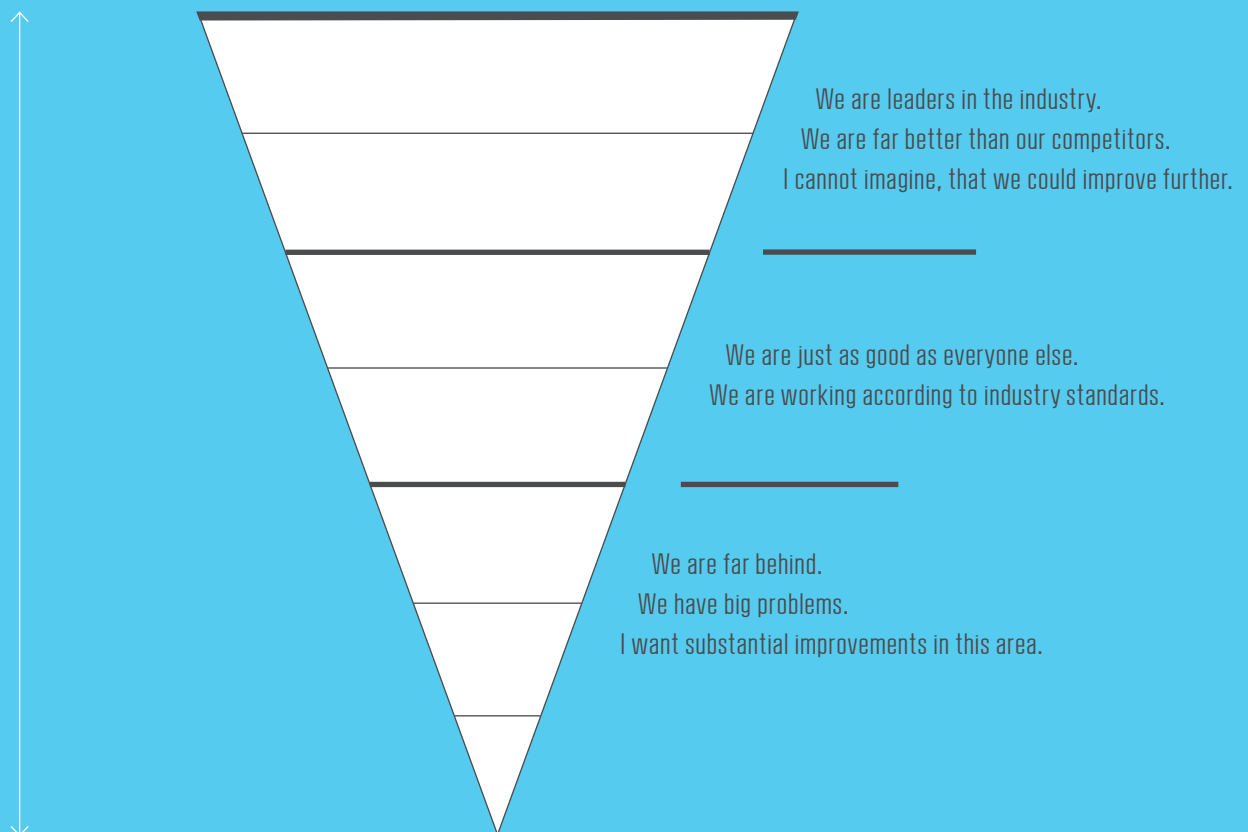 We are leaders in the industry.
We are far better than our competitors.
I cannot imagine, that we could improve further.
We are just as good as everyone else.
We are working according to industry standards.
We are far behind.
We have big problems.
I want substantial improvements in this area.